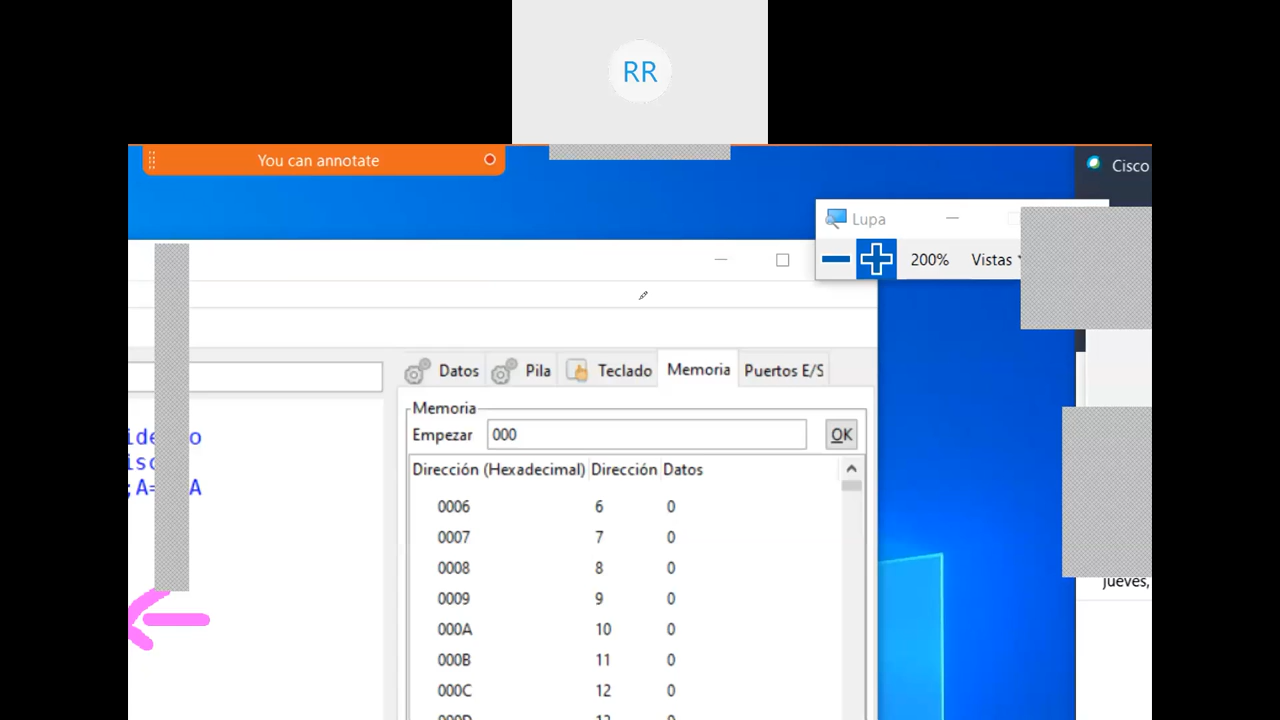 RR
You can annotate
Cisco
Lupa
200%
Vistas
Datos
Pila
Teclado
Memoria
Puertos E/S
Memoria
Empezar 000 OK
Dirección (Hexadecimal) Dirección Datos
0006 6 0
0007 7 0
0008 8 0
0009 9 0
000A 10 0
000B 11 0
000C 12 0
jueves,